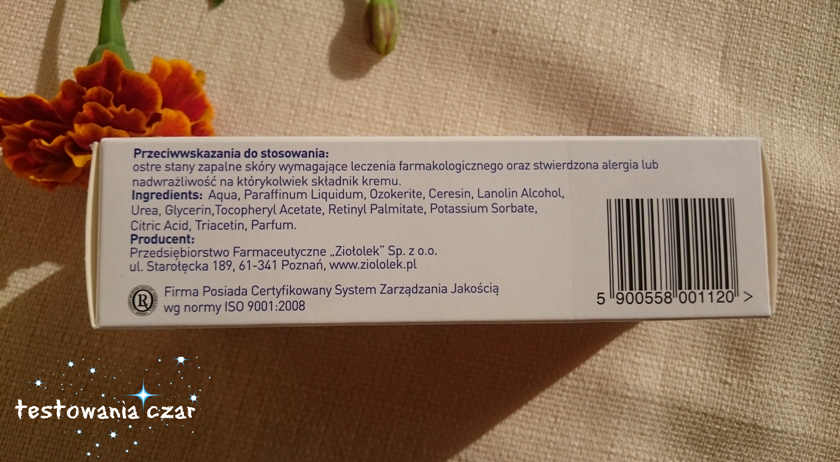 Przeciwwskazania do stosowania:
ostre stany zapalne skóry wymagające leczenia farmakologicznego oraz stwierdzona alergia lub
nadwrażliwość na którykolwiek składnik kremu.
Ingredients: Aqua, Paraffinum Liquidum, Ozokerite, Ceresin, Lanolin Alcohol,
Urea, Glycerin,Tocopheryl Acetate, Retinyl Palmitate, Potassium Sorbate,
Citric Acid, Triacetin, Parfum.
Producent:
Przedsiębiorstwo Farmaceutyczne „Ziołolek” Sp. z o.o.
ul. Starołęcka 189, 61-341 Poznań, www.ziololek.pl
R
Firma Posiada Certyfikowany System Zarządzania Jakością
wg normy ISO 9001:2008
5 900558 001120 >
testowania czar